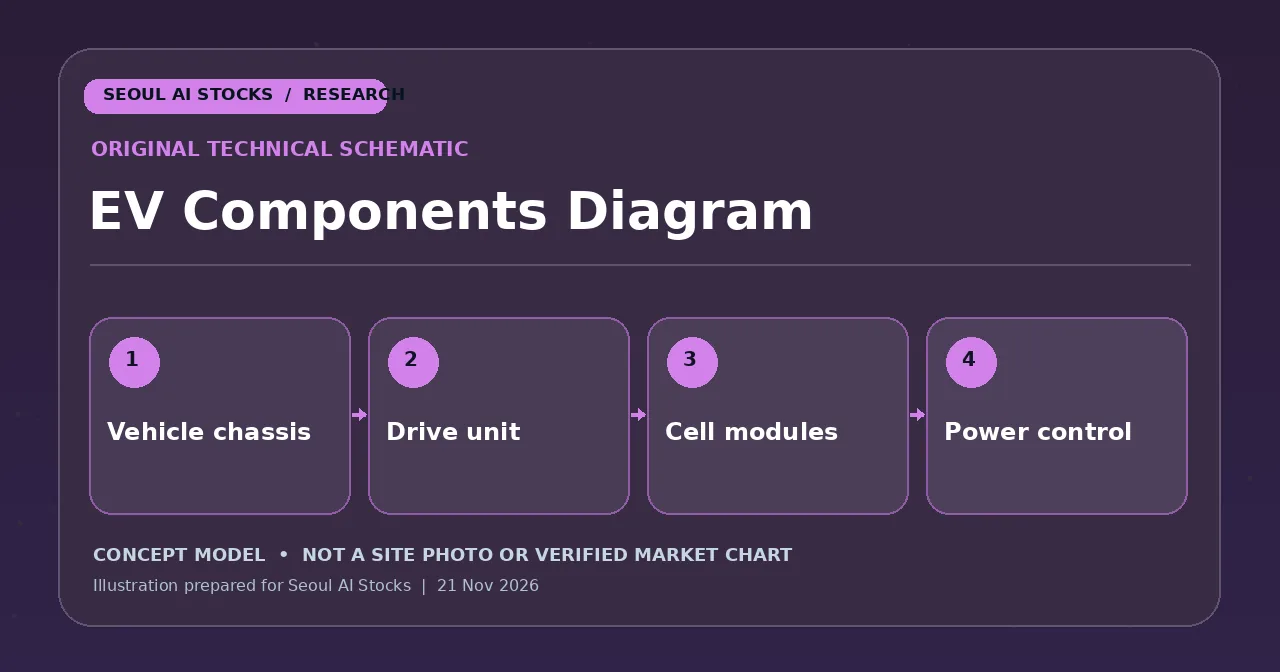 SEOUL AI STOCKS / RESEARCH
ORIGINAL TECHNICAL SCHEMATIC
EV Components Diagram
1
Vehicle chassis
2
Drive unit
3
Cell modules
4
Power control
CONCEPT MODEL • NOT A SITE PHOTO OR VERIFIED MARKET CHART
Illustration prepared for Seoul AI Stocks | 21 Nov 2026